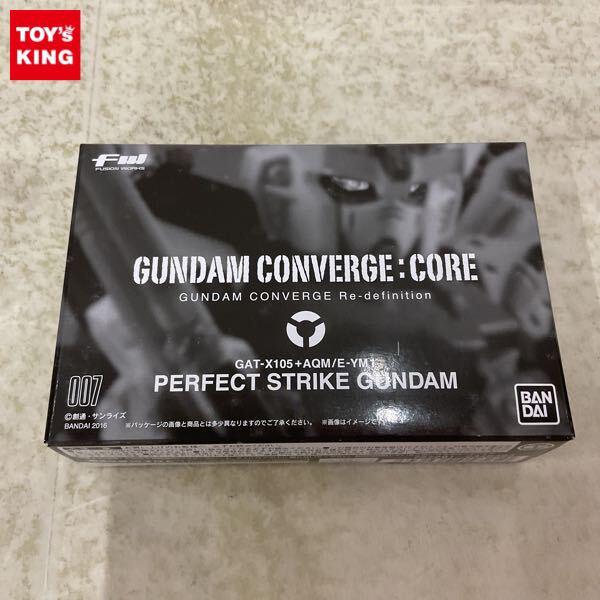 TOY's
KING
FW
FUSION WORKS
GUNDAM CONVERGE:CORE
GUNDAM CONVERGE Re-definition
GAT-X105+AQM/E-YM1
PERFECT STRIKE GUNDAM
007
©創通・サンライズ
BANDAI 2016 ※パッケージの画像と商品とは多少異なりますのでご了承ください。 ※画像はイメージです。
BAN
DAI